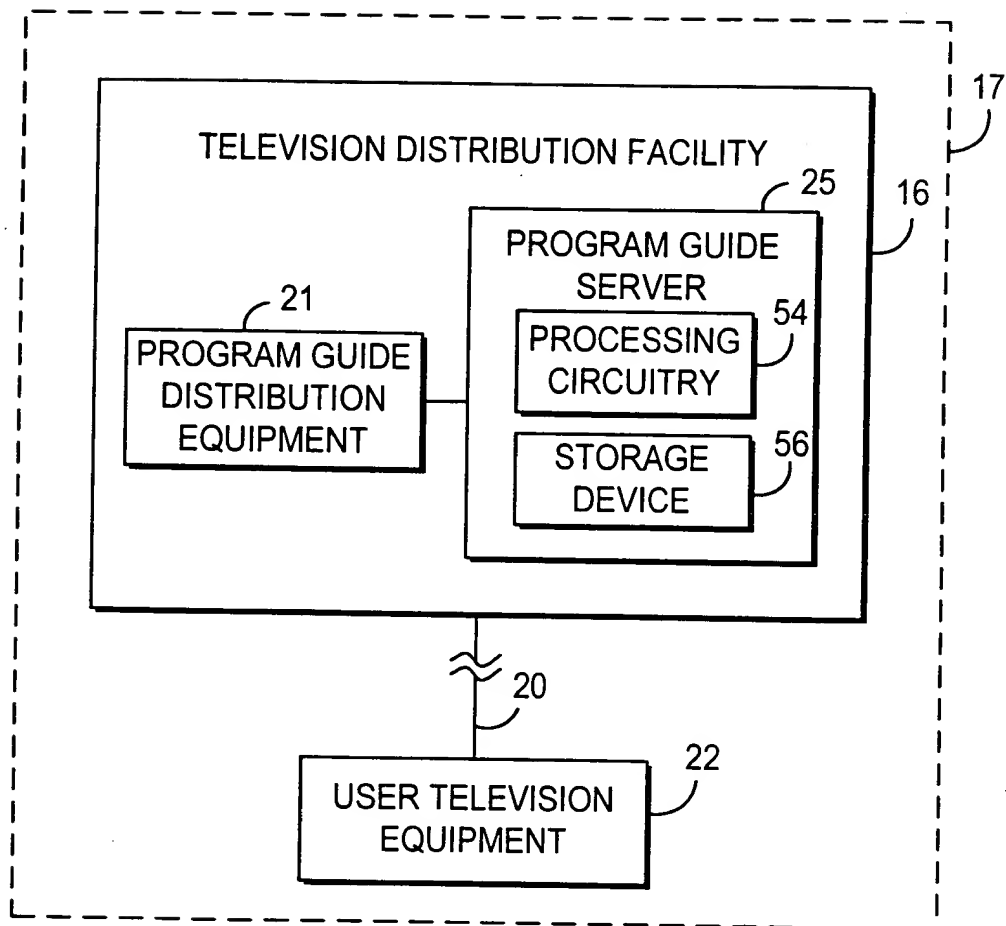 17
TELEVISION DISTRIBUTION FACILITY
16
25
PROGRAM GUIDE
SERVER
21
PROGRAM GUIDE
DISTRIBUTION
EQUIPMENT
54
PROCESSING
CIRCUITRY
56
STORAGE
DEVICE
20
22
USER TELEVISION
EQUIPMENT